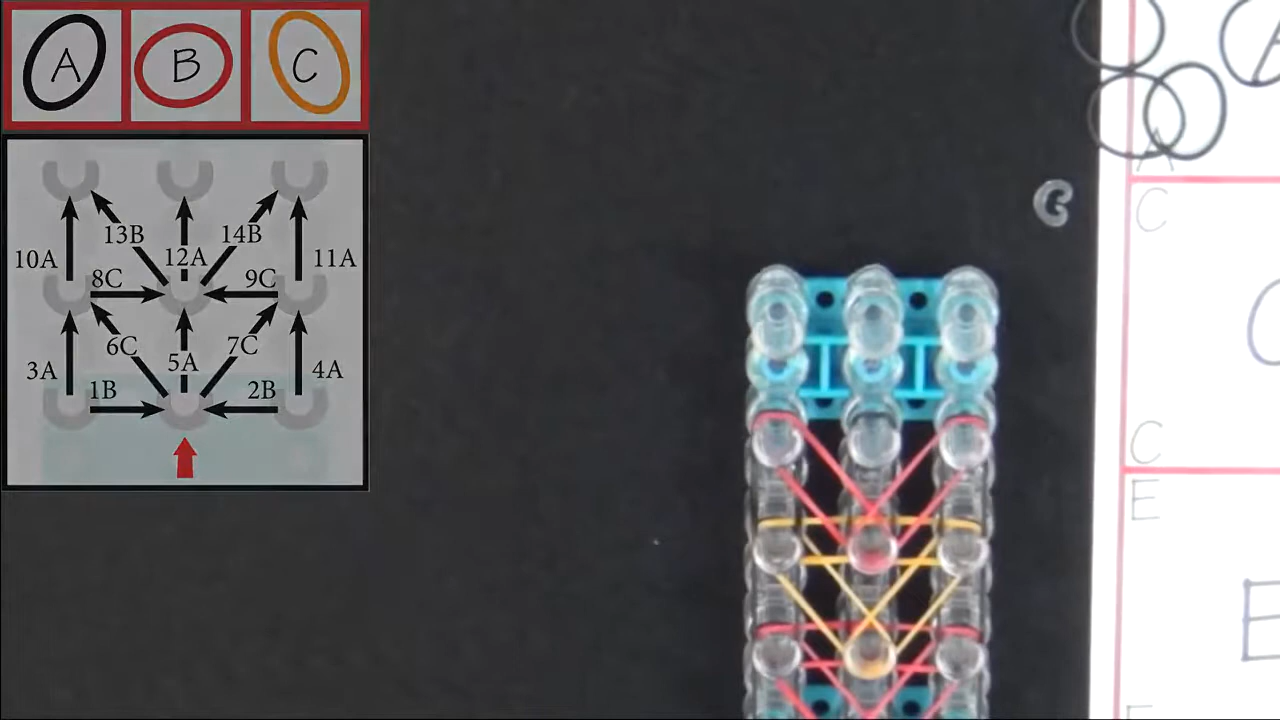 A B C
13B 14B
10A 12A 11A
8C 9C
6C 7C
3A 5A 4A
1B 2B
A
C
C
E
E